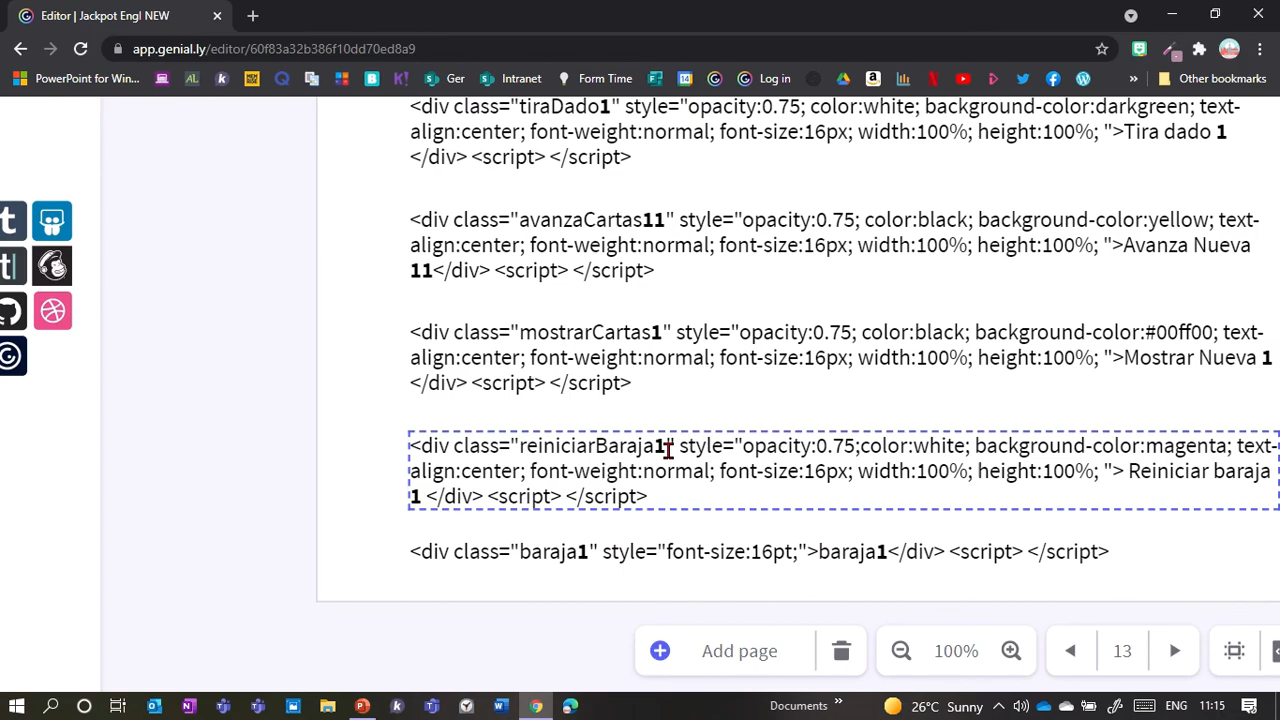 Editor | Jackpot Engl NEW
app.genial.ly/editor/60f83a32b386f10dd70ed8a9
PowerPoint for Win... AL k NEW Ger Intranet Form Time 14 Log in » Other bookmarks
<div class="tiraDado1" style="opacity:0.75; color:white; background-color:darkgreen; text-
align:center; font-weight:normal; font-size:16px; width:100%; height:100%; ">Tira dado 1
</div> <script> </script>
<div class="avanzaCartas11" style="opacity:0.75; color:black; background-color:yellow; text-
align:center; font-weight:normal; font-size:16px; width:100%; height:100%; ">Avanza Nueva
11</div> <script> </script>
<div class="mostrarCartas1" style="opacity:0.75; color:black; background-color:#00ff00; text-
align:center; font-weight:normal; font-size:16px; width:100%; height:100%; ">Mostrar Nueva 1
</div> <script> </script>
<div class="reiniciarBaraja1" style="opacity:0.75;color:white; background-color:magenta; text-
align:center; font-weight:normal; font-size:16px; width:100%; height:100%; "> Reiniciar baraja
1 </div> <script> </script>
<div class="baraja1" style="font-size:16pt;">baraja1</div> <script> </script>
Add page 100% 13
Documents » 26°C Sunny 11:15